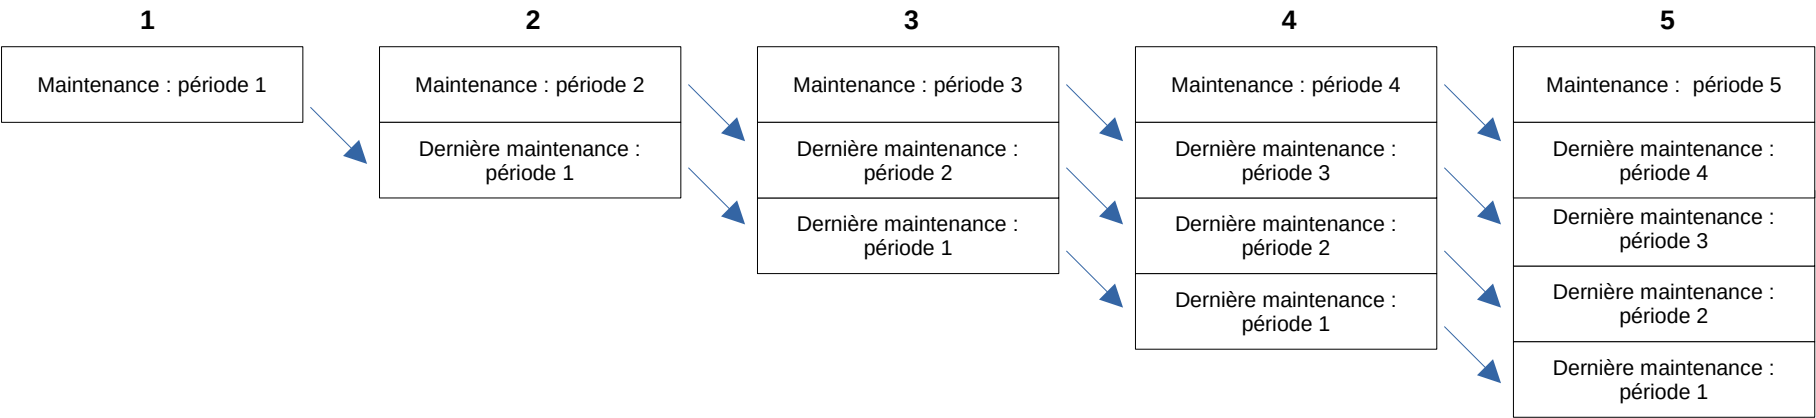 1
Maintenance : période 1
2
Maintenance : période 2
Dernière maintenance :
période 1
3
Maintenance : période 3
Dernière maintenance :
période 2
Dernière maintenance :
période 1
4
Maintenance : période 4
Dernière maintenance :
période 3
Dernière maintenance :
période 2
Dernière maintenance :
période 1
5
Maintenance :  période 5
Dernière maintenance :
période 4
Dernière maintenance :
période 3
Dernière maintenance :
période 2
Dernière maintenance :
période 1